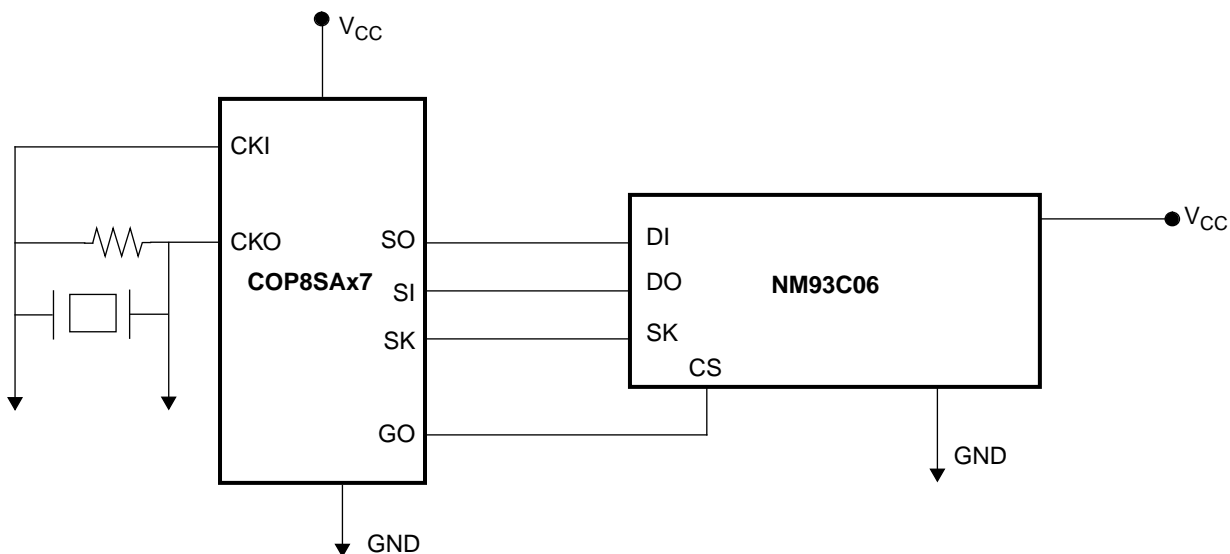 VCC
CKI
CKO
COP8SAx7
SO
SI
SK
GO
GND
DI
DO
SK
CS
NM93C06
VCC
GND